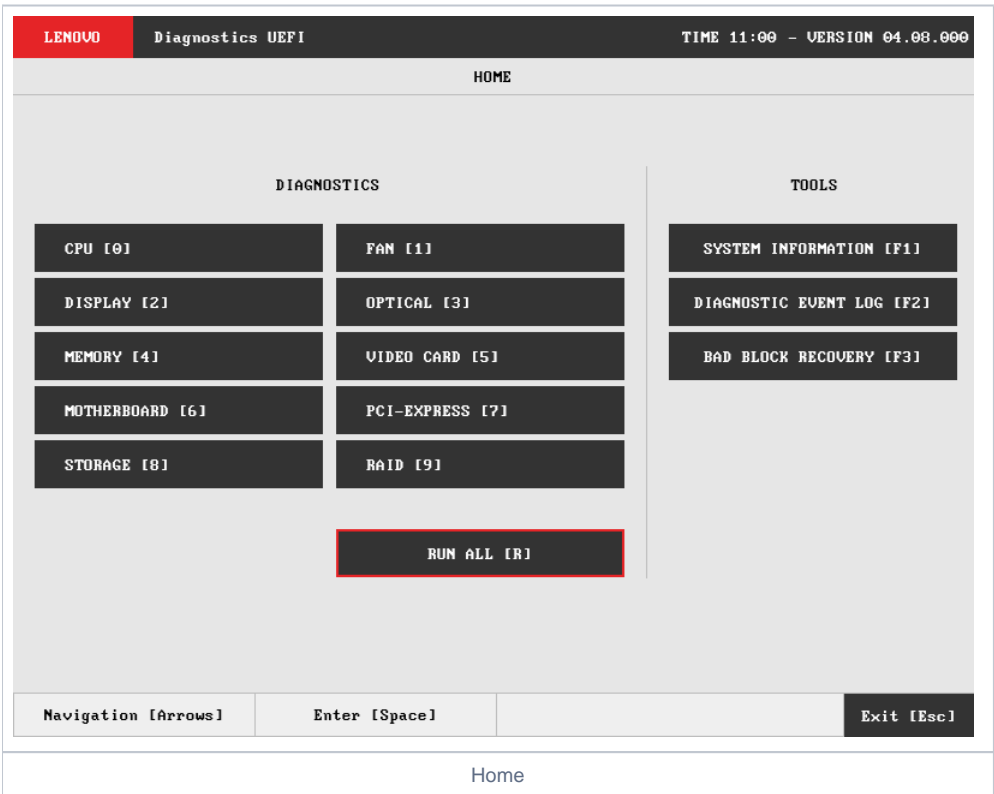 LENOVO Diagnostics UEFI TIME 11:00 - VERSION 04.08.000
HOME
DIAGNOSTICS
CPU [0]
FAN [1]
DISPLAY [2]
OPTICAL [3]
MEMORY [4]
VIDEO CARD [5]
MOTHERBOARD [6]
PCI-EXPRESS [7]
STORAGE [8]
RAID [9]
RUN ALL [R]
TOOLS
SYSTEM INFORMATION [F1]
DIAGNOSTIC EVENT LOG [F2]
BAD BLOCK RECOVERY [F3]
Navigation [Arrows] Enter [Space] Exit [Esc]
Home